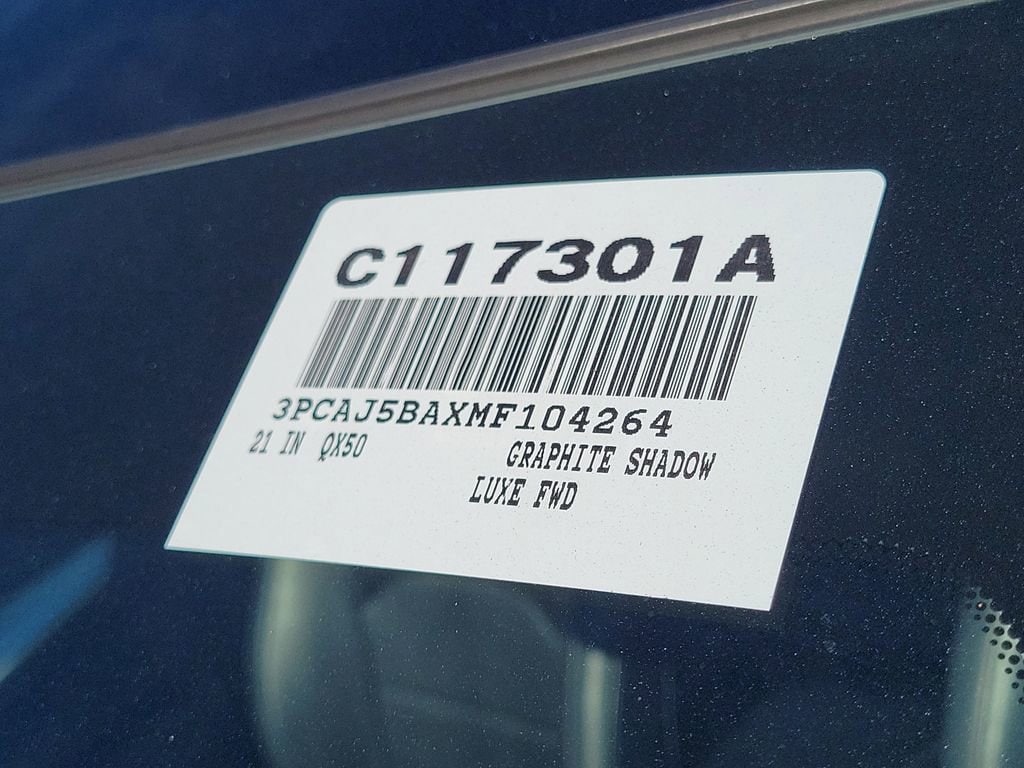 C117301A
3PCAJ5BAXMF104264
21 IN QX50 GRAPHITE SHADOW
LUXE FWD